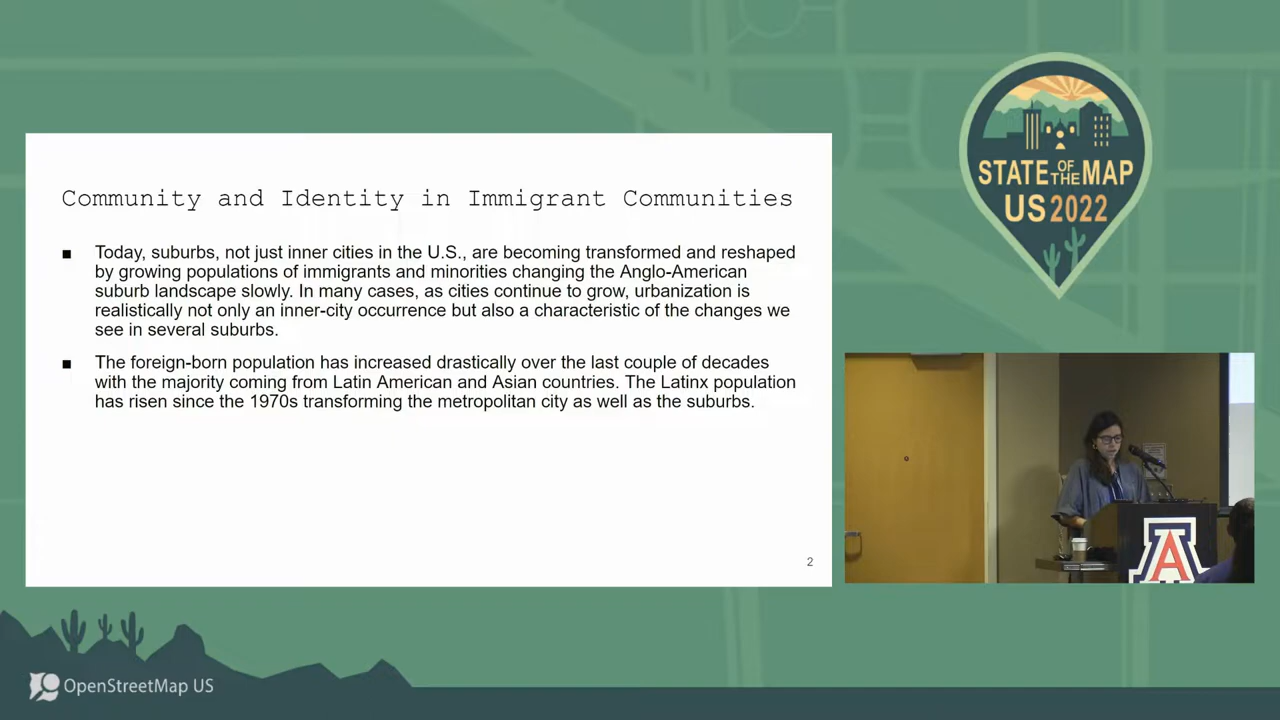 Community and Identity in Immigrant Communities
Today, suburbs, not just inner cities in the U.S., are becoming transformed and reshaped
by growing populations of immigrants and minorities changing the Anglo-American
suburb landscape slowly. In many cases, as cities continue to grow, urbanization is
realistically not only an inner-city occurrence but also a characteristic of the changes we
see in several suburbs.
The foreign-born population has increased drastically over the last couple of decades
with the majority coming from Latin American and Asian countries. The Latinx population
has risen since the 1970s transforming the metropolitan city as well as the suburbs.
2
STATE OF THE MAP
US 2022
A
OpenStreetMap US